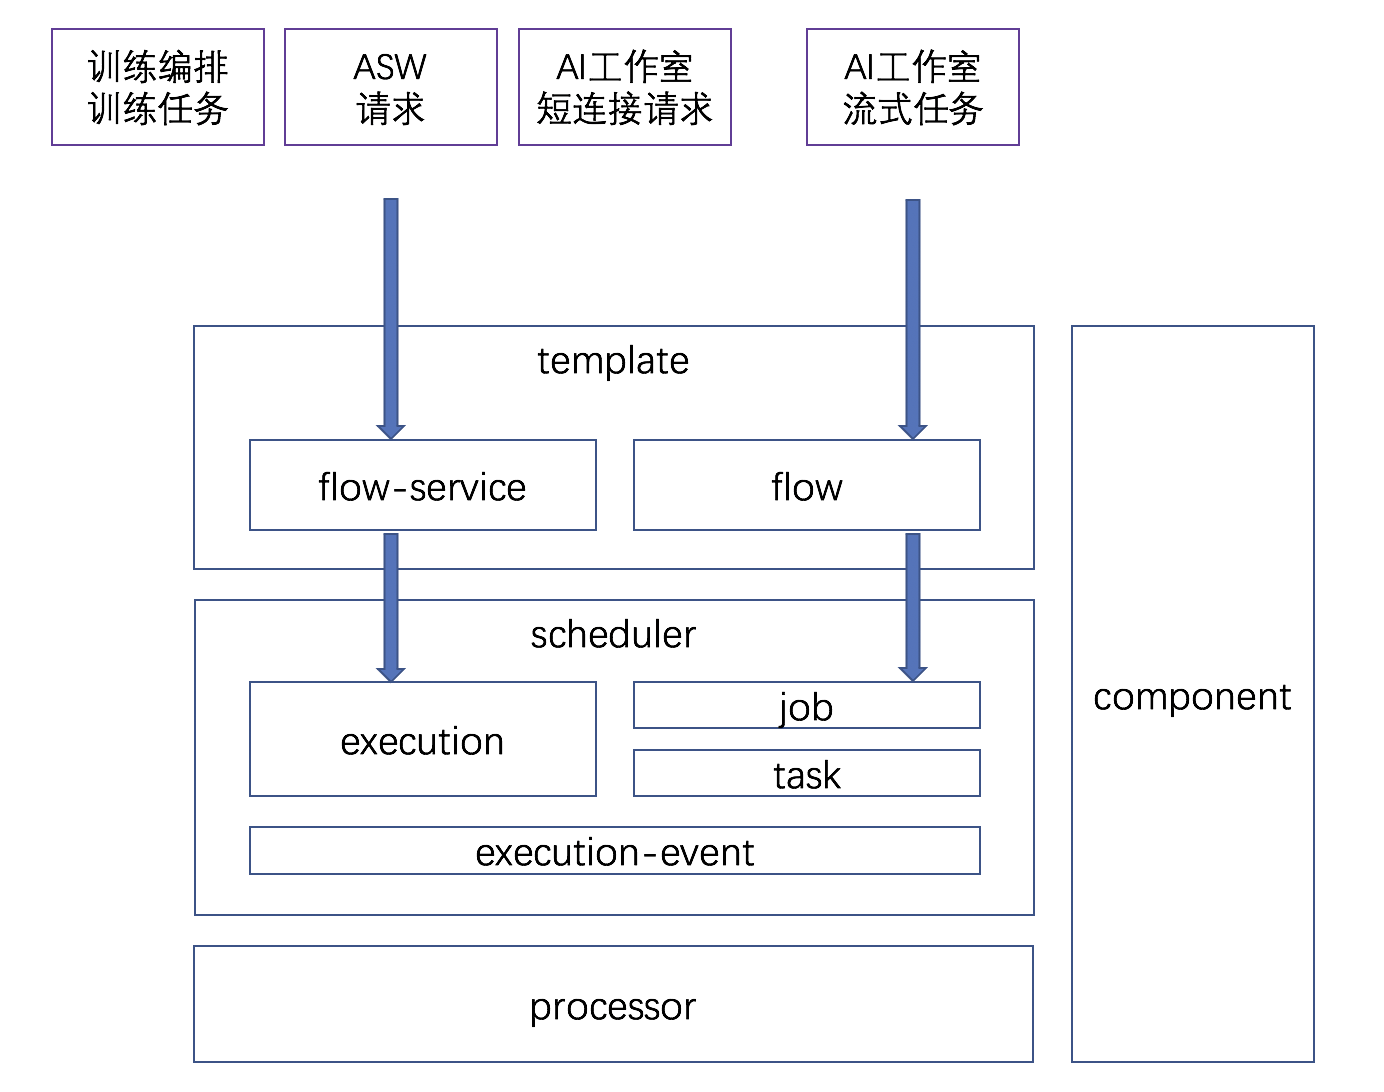 训练编排
训练任务
ASW
请求
AI工作室
短连接请求
AI工作室
流式任务
template
flow-service
flow
scheduler
execution
job
task
execution-event
component
processor